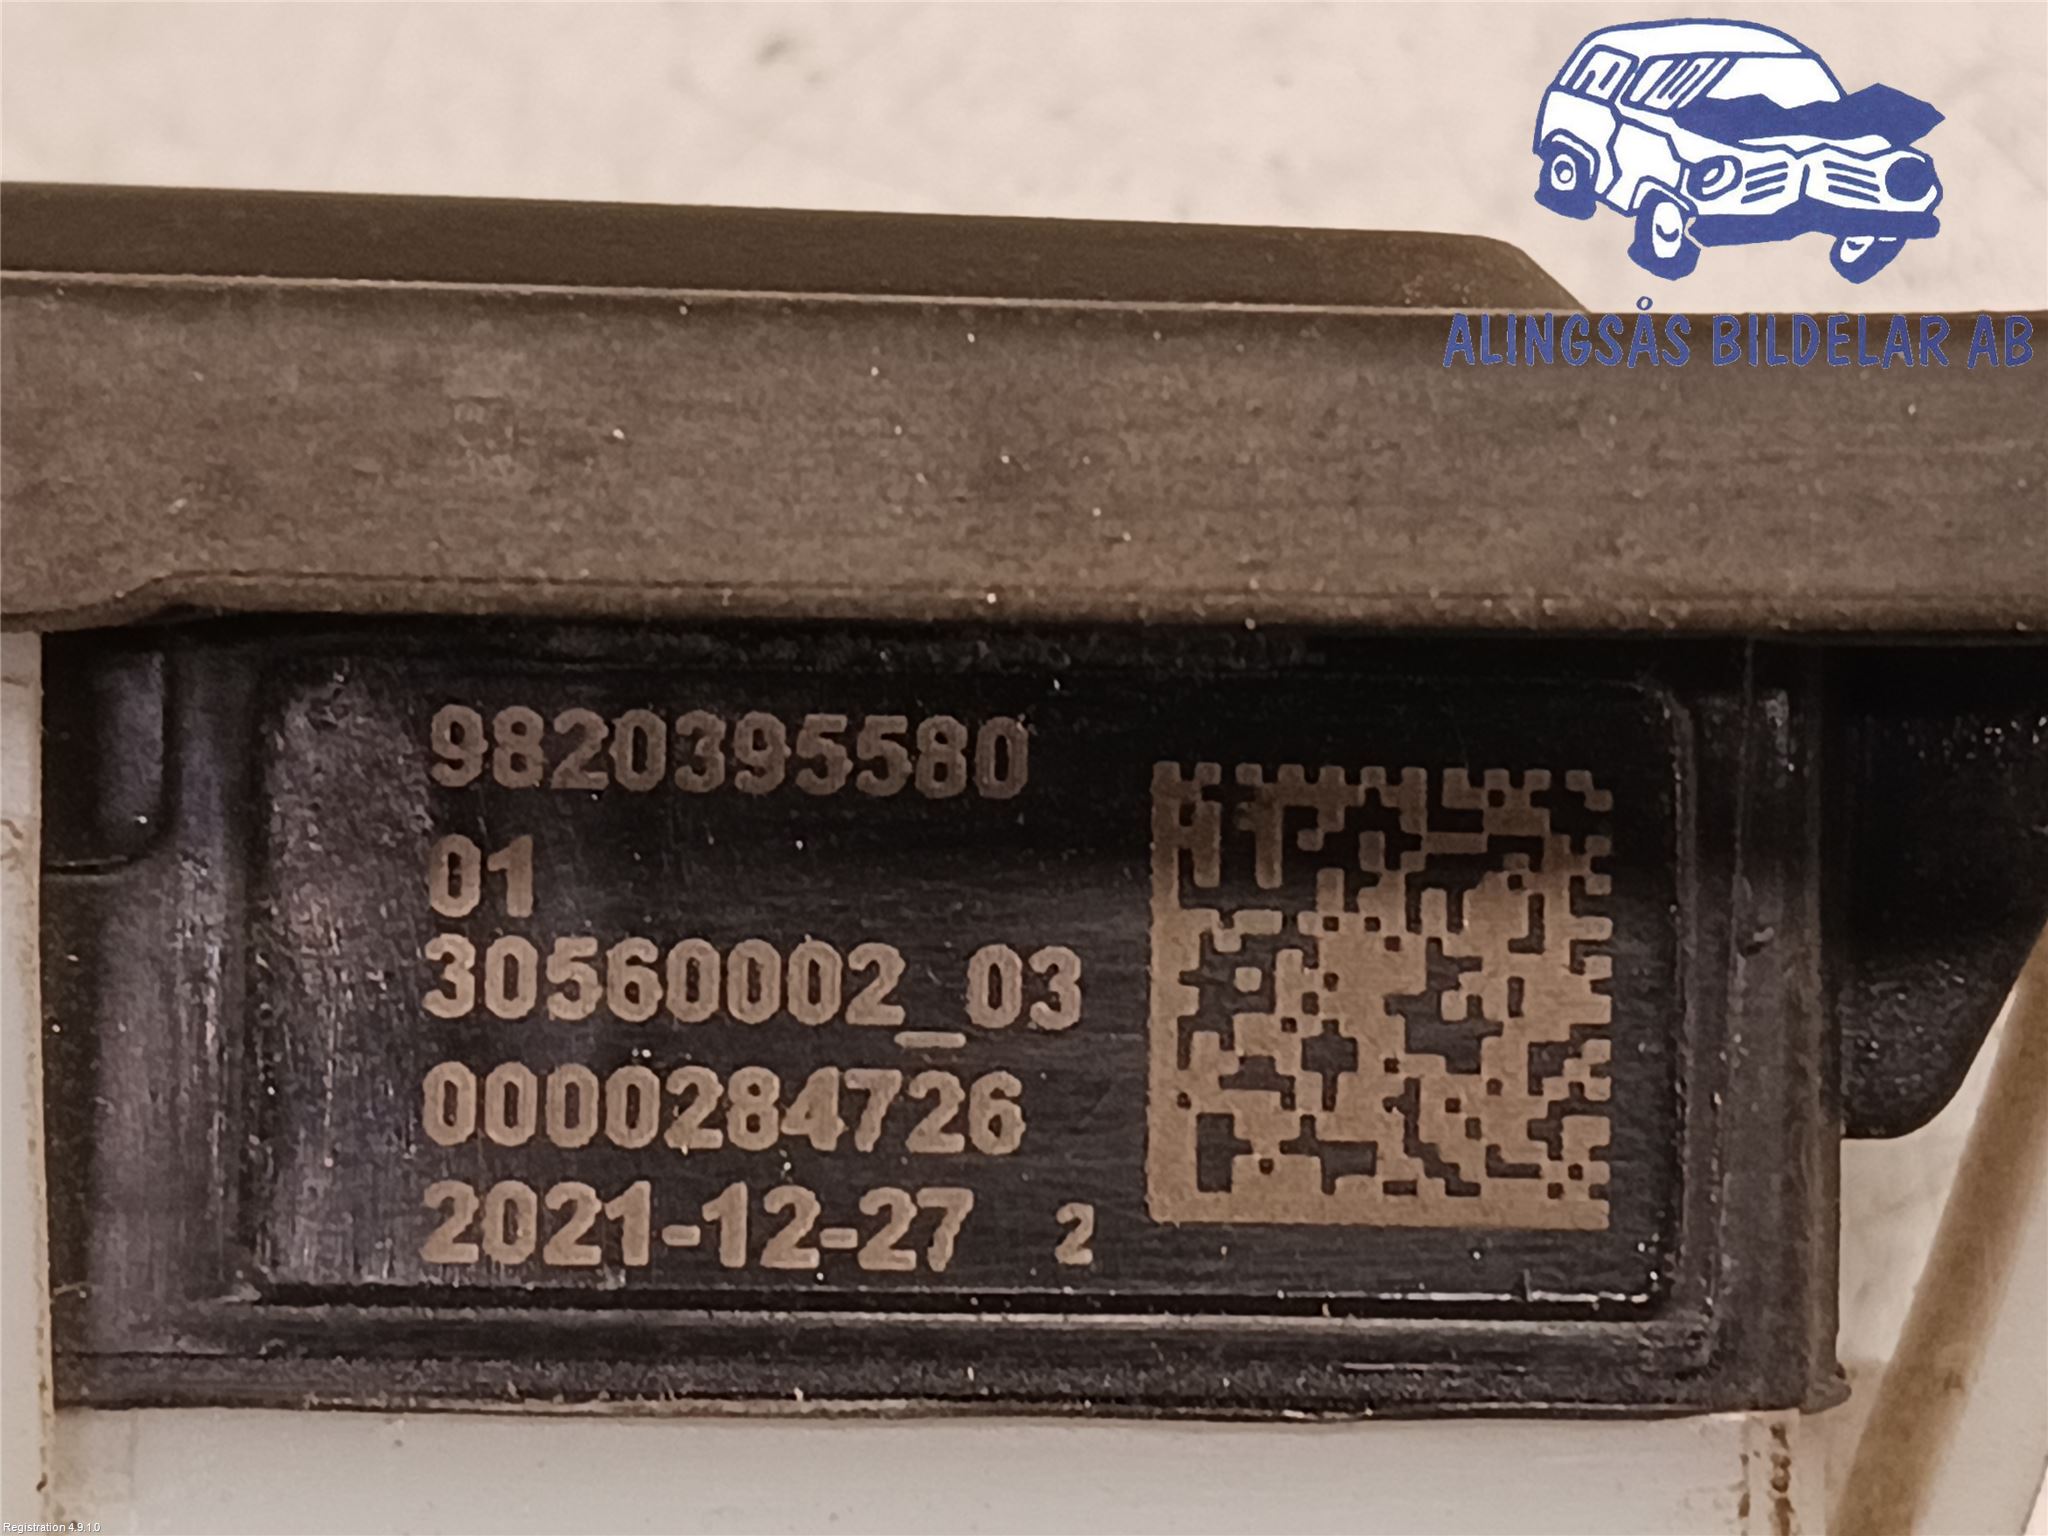 ALINGSÅS BILDELAR AB
9820395580
01
30560002_03
0000284726
2021-12-27 2
Registration 4.9.1.0